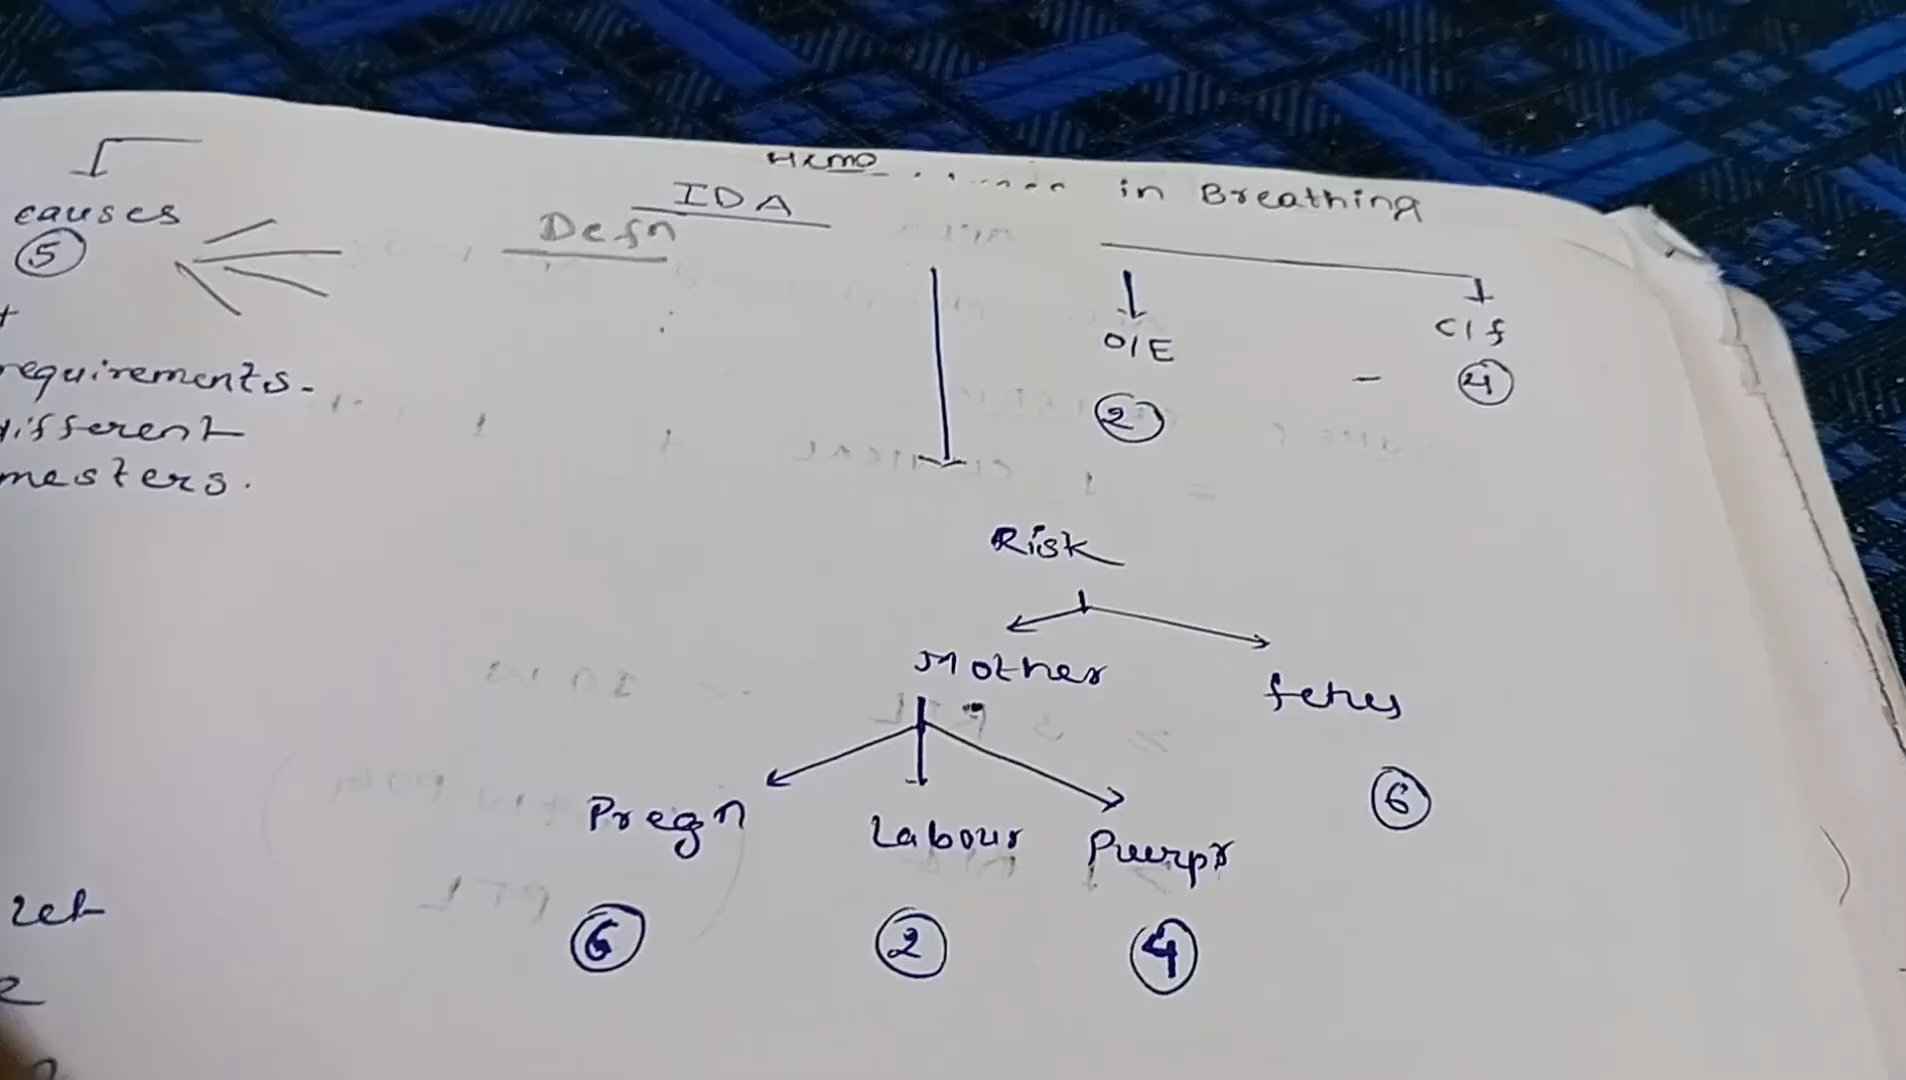 Hemo in Breathing
IDA
Defn
causes
5
requirements.
different
mesters.
O/E
2
C/f
4
Risk
Mother
fetus
6
Pregn
Labour
Puerpr
6
2
4